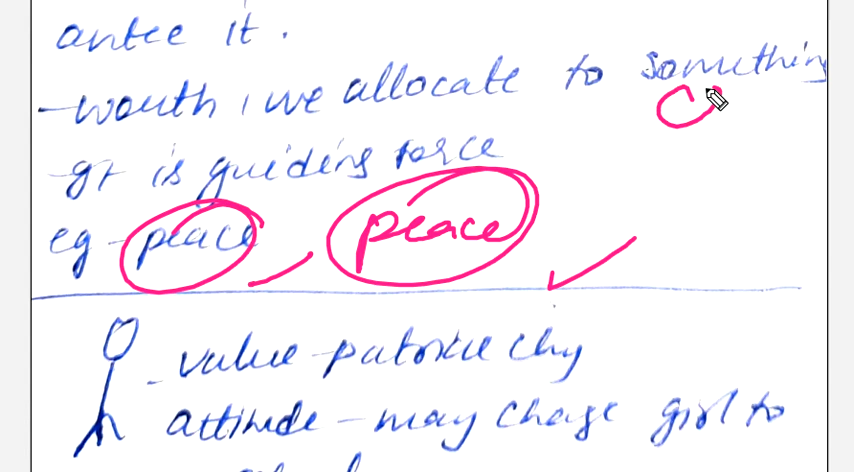 antee it.
- worth, we allocate to something
- It is guiding force
eg - peace peace
- value - patriarchy
attitude - may charge girl to